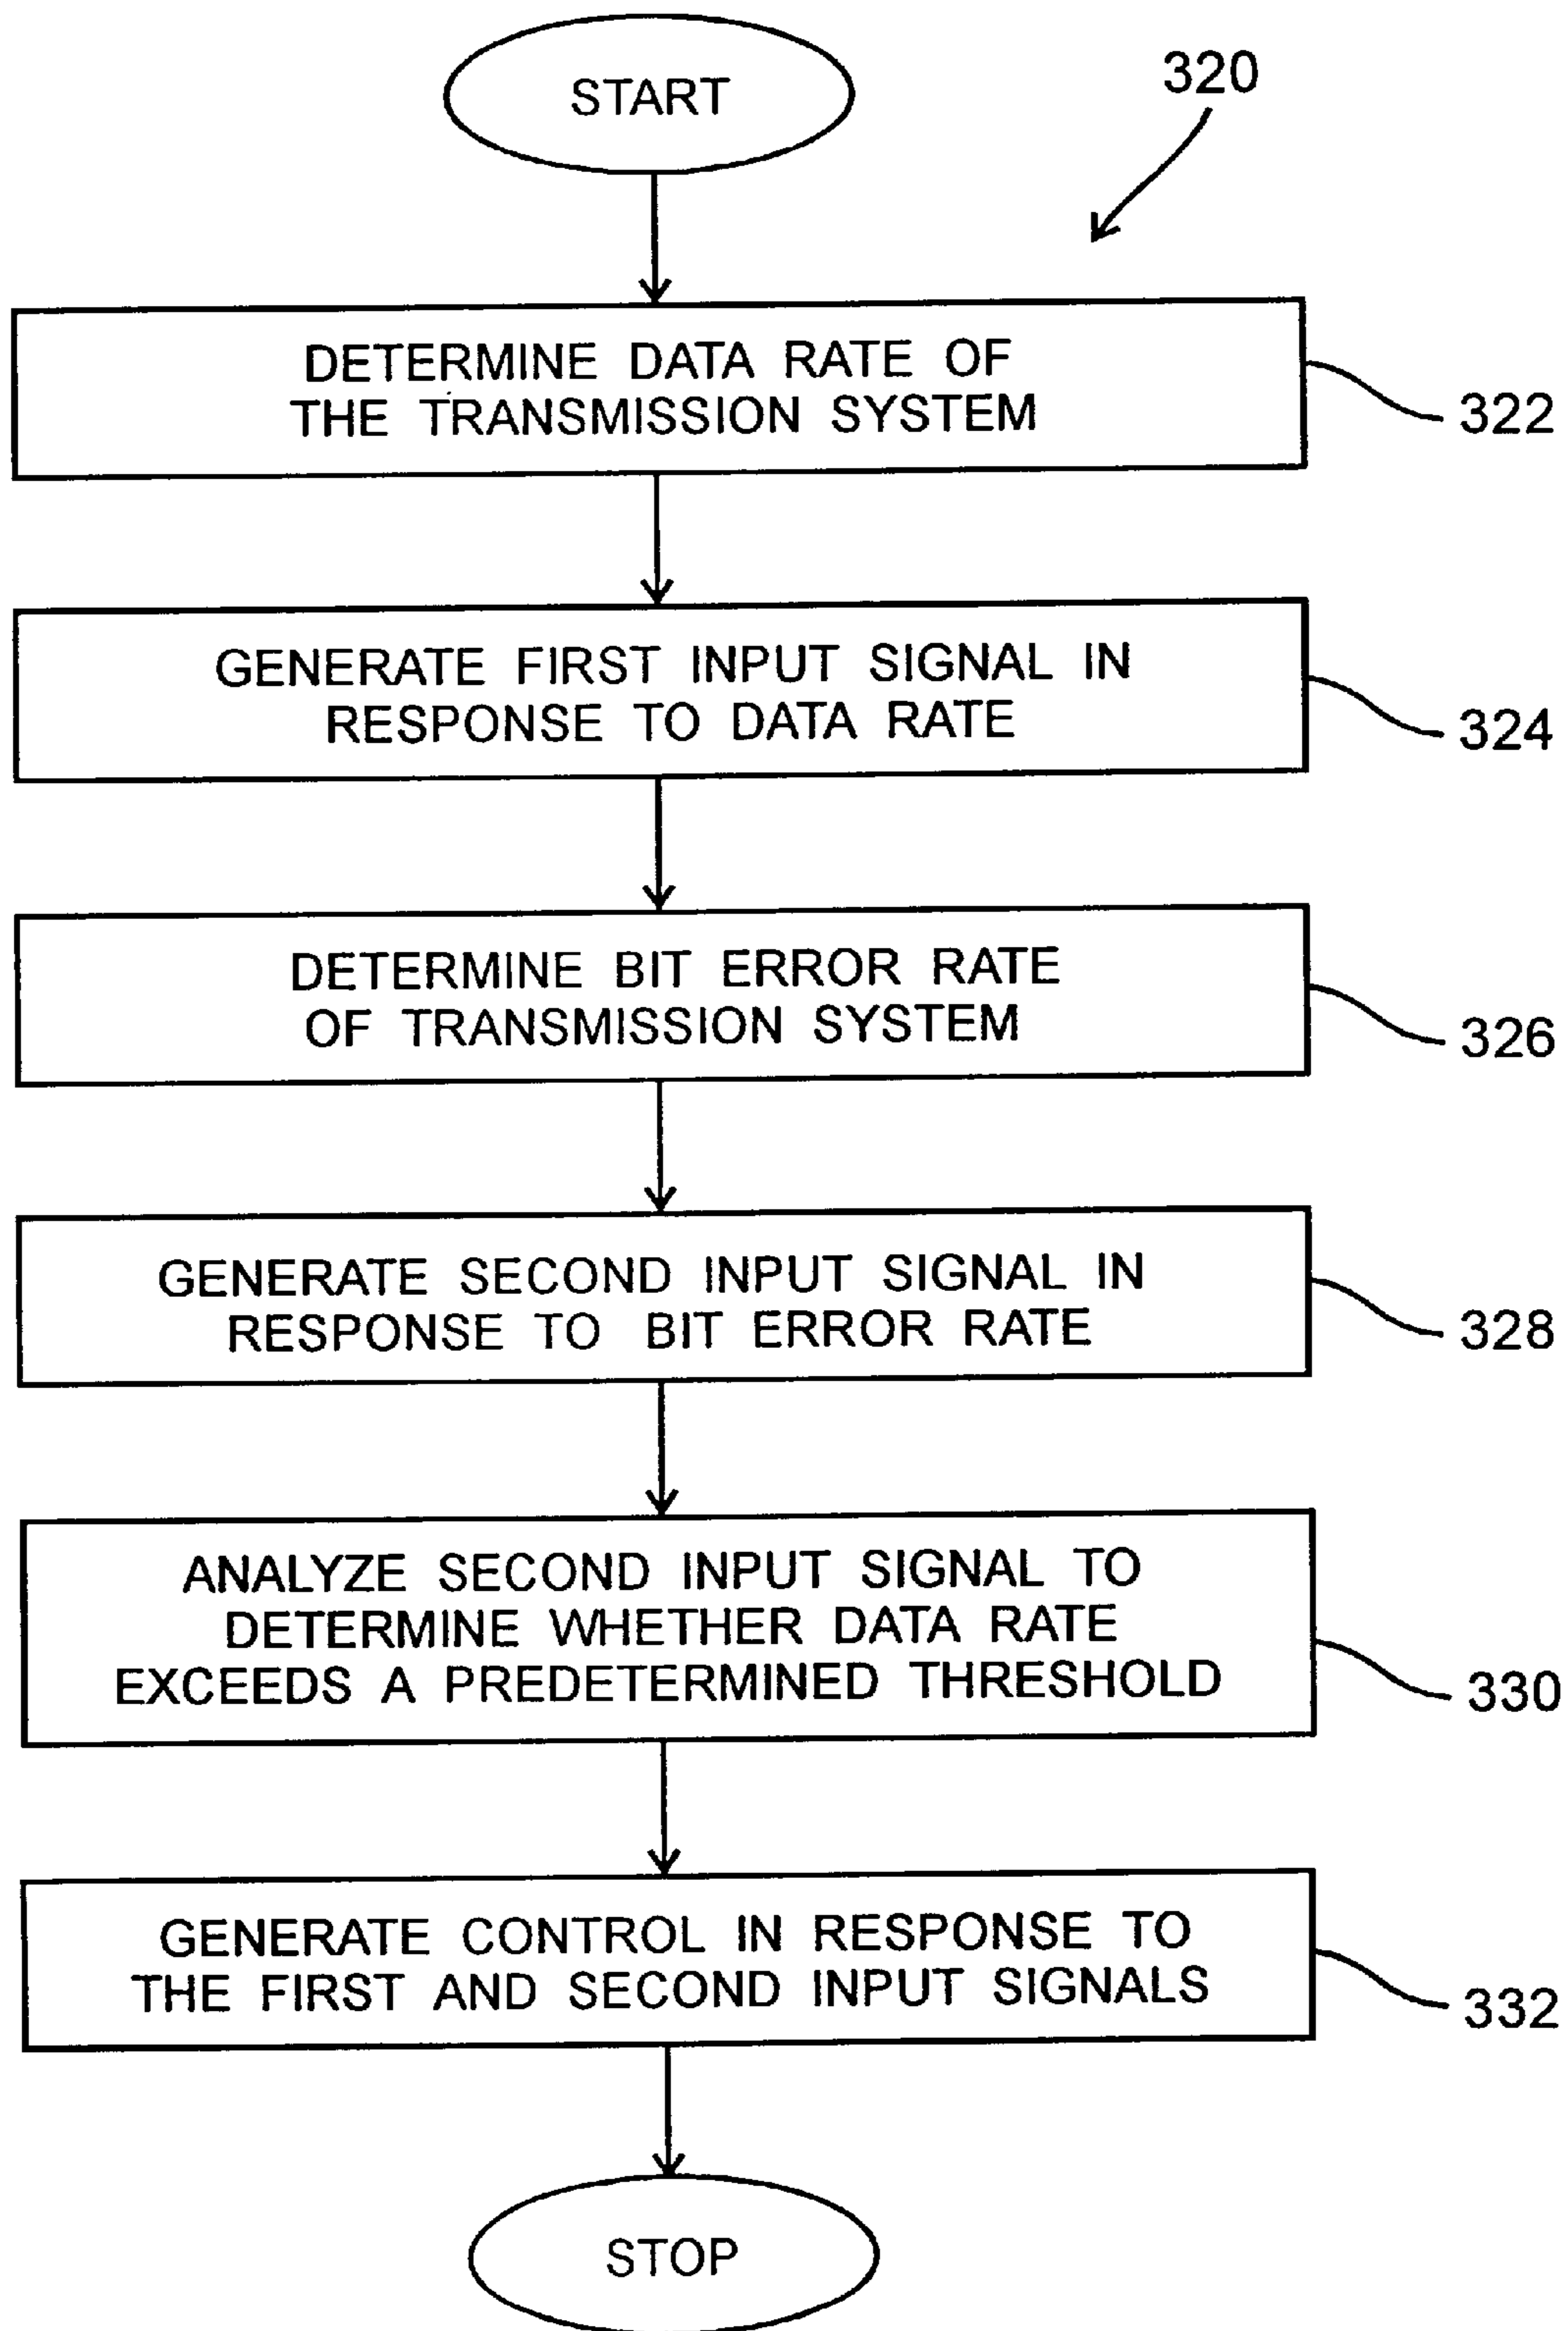 START
320
DETERMINE DATA RATE OF
THE TRANSMISSION SYSTEM
322
GENERATE FIRST INPUT SIGNAL IN
RESPONSE TO DATA RATE
324
DETERMINE BIT ERROR RATE
OF TRANSMISSION SYSTEM
326
GENERATE SECOND INPUT SIGNAL IN
RESPONSE TO BIT ERROR RATE
328
ANALYZE SECOND INPUT SIGNAL TO
DETERMINE WHETHER DATA RATE
EXCEEDS A PREDETERMINED THRESHOLD
330
GENERATE CONTROL IN RESPONSE TO
THE FIRST AND SECOND INPUT SIGNALS
332
STOP